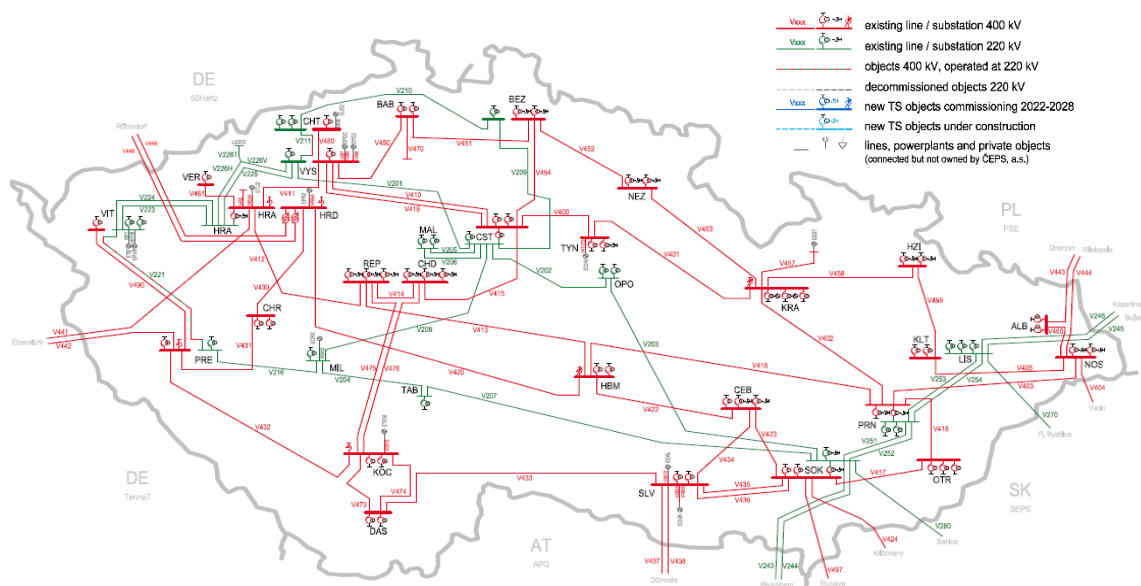 Vxxx existing line / substation 400 kV
Vxxx existing line / substation 220 kV
objects 400 kV, operated at 220 kV
decommissioned objects 220 kV
Vxxx new TS objects commissioning 2022-2028
new TS objects under construction
lines, powerplants and private objects
(connected but not owned by ČEPS, a.s.)
DE
50Hertz
Röhrsdorf
V445
V446
V210
BAB
BEZ
CHT
V211
V480
V450
V470
V451
V452
VYS
V226T
V226V
V226H
V225
V209
V454
VER
V461
V411
V201
V410
V419
NEZ
V224
V223
VIT
HRA
HRA
HRD
V400
V483
PL
PSE
MAL
CST
V205
V206
TYN
V401
V457
HZI
Dobrzen
Wielopole
V443
V444
V412
REP
CHD
V202
OPO
V458
V221
V490
V414
V415
KRA
V459
Kopanina
V246
V245
V430
CHR
V413
V402
ALB
V460
V441
V442
Etzenricht
V208
KLT
LIS
V405
NOS
V431
PRE
V203
V216
MIL
V204
V475
V476
V420
HBM
V416
V253
V254
V403
V404
Varin
TAB
V207
CEB
V422
PRN
V270
P. Bystrica
V432
V423
V251
V252
V418
DE
TenneT
KOC
V434
SOK
V417
OTR
SK
SEPS
V433
SLV
V435
V436
V473
V474
DAS
V280
Senica
V424
Križovany
AT
APG
V437
V438
Dürnrohr
V243
V244
Bisamberg
V497
Stupava